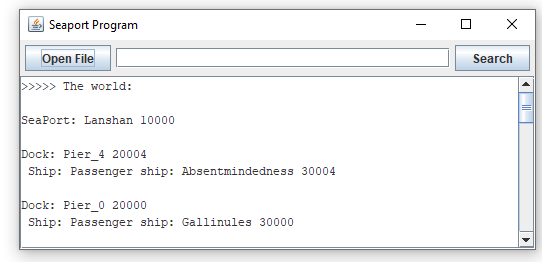 Seaport Program
Open File
Search
>>>>> The world:
SeaPort: Lanshan 10000
Dock: Pier_4 20004
Ship: Passenger ship: Absentmindedness 30004
Dock: Pier_0 20000
Ship: Passenger ship: Gallinules 30000